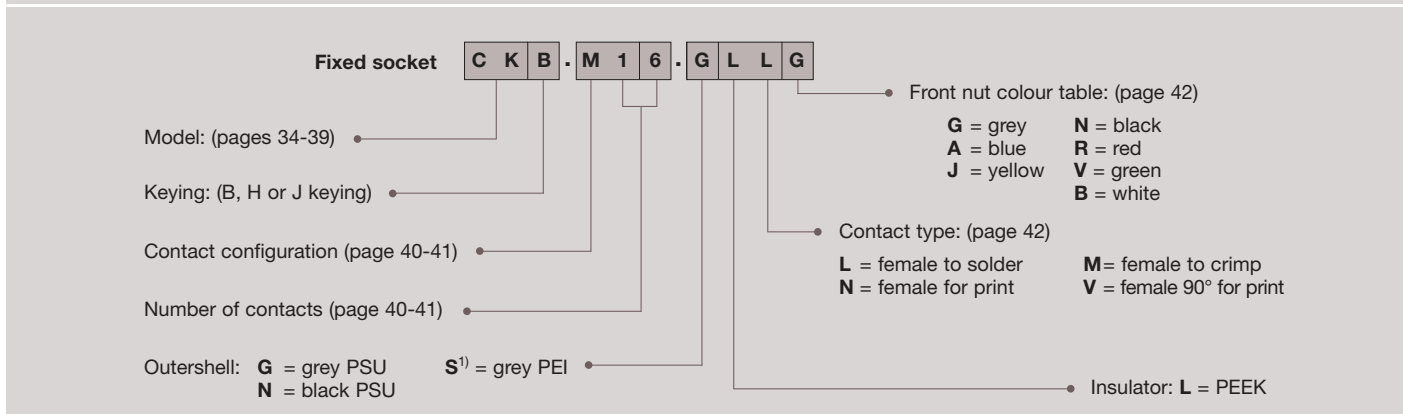 Fixed socket C K B . M 1 6 . G L L G
Front nut colour table: (page 42)
G = grey N = black
A = blue R = red
J = yellow V = green
B = white
Model: (pages 34-39)
Keying: (B, H or J keying)
Contact type: (page 42)
L = female to solder M= female to crimp
N = female for print V = female 90° for print
Contact configuration (page 40-41)
Number of contacts (page 40-41)
Outershell: G = grey PSU S1) = grey PEI
N = black PSU
Insulator: L = PEEK